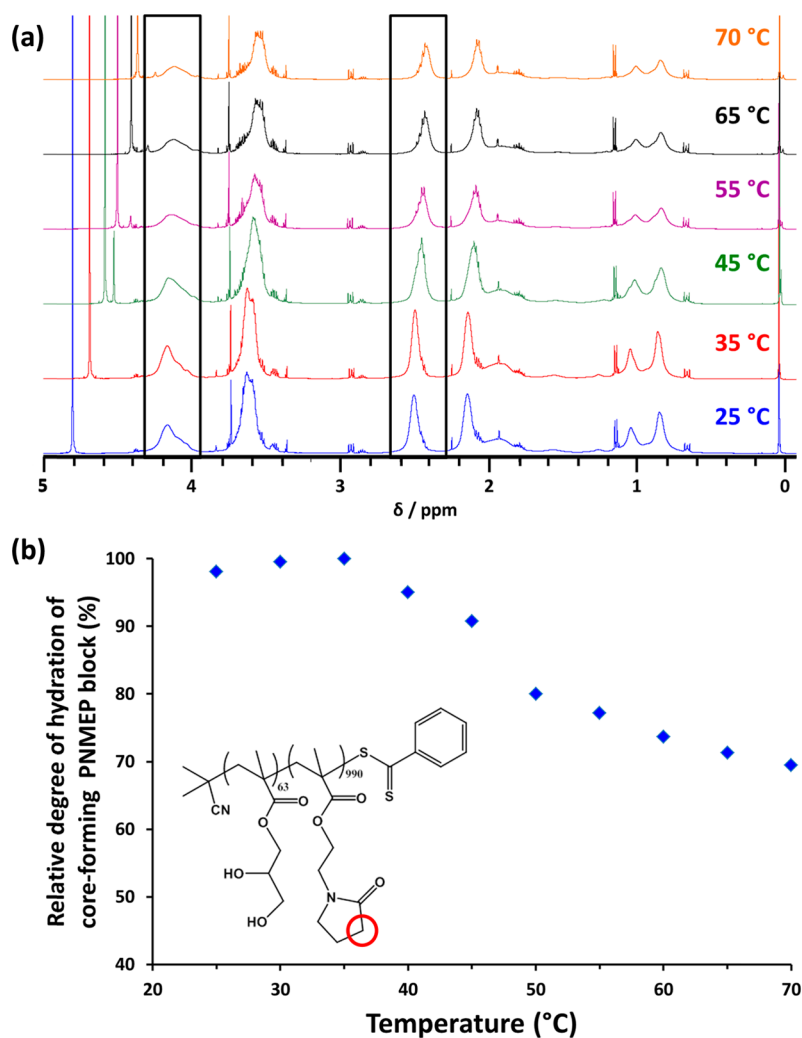 (a)
70 °C
65 °C
55 °C
45 °C
35 °C
25 °C
5 4 3 2 1 0
δ / ppm
(b)
Relative degree of hydration of
core-forming PNMEP block (%)
100
90
80
70
60
50
40
S
S
CN
63
990
O
O
O
O
HO
HO
N
O
20 30 40 50 60 70
Temperature (°C)